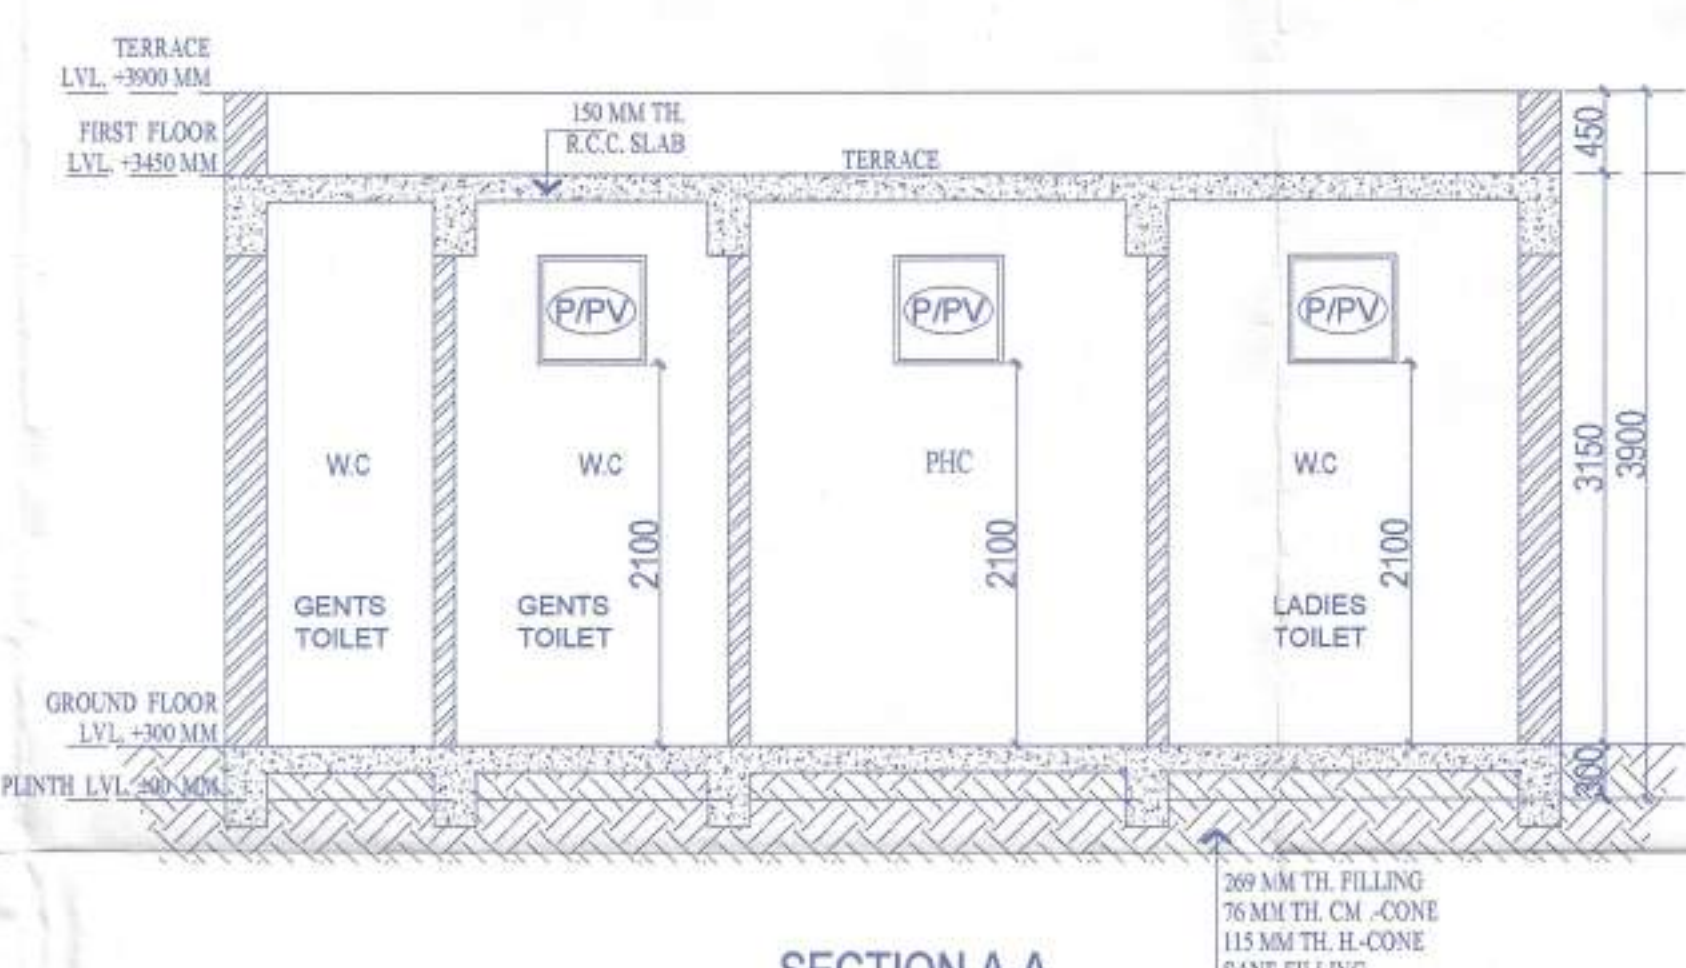 TERRACE
LVL. +3900 MM
FIRST FLOOR
LVL. +3450 MM
150 MM TH.
R.C.C. SLAB
TERRACE
450
P/PV
P/PV
P/PV
W.C
W.C
PHC
W.C
3150
3900
2100
2100
2100
GENTS
TOILET
GENTS
TOILET
LADIES
TOILET
GROUND FLOOR
LVL. +300 MM
PLINTH LVL. ±00 MM
300
269 MM TH. FILLING
76 MM TH. CM .-CONE
115 MM TH. H.-CONE
SECTION A-A